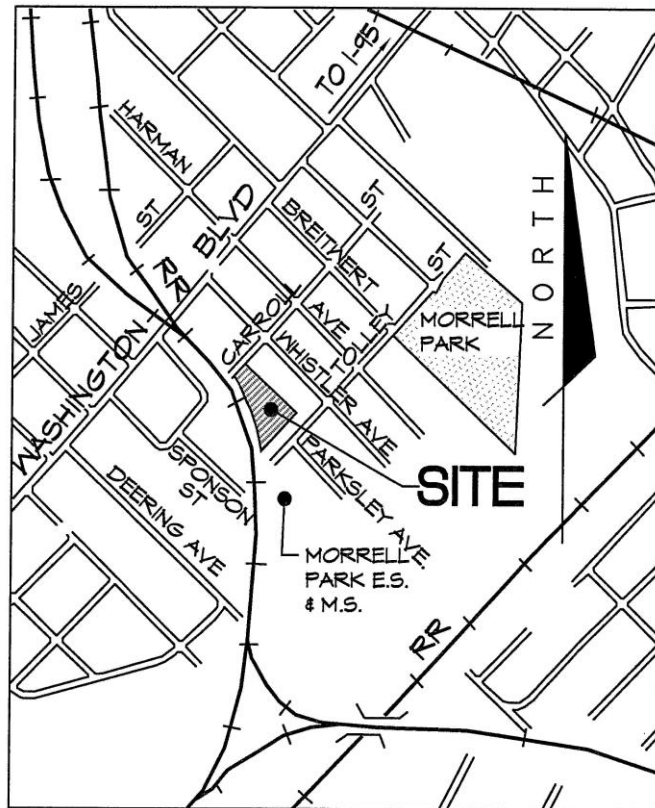 TO I-95
HARMAN
ST
BLVD
RR
BREITNERT
AVE
ST
ST
NORTH
JAMES
CARROLL
TOLLEY
MORRELL
PARK
WASHINGTON
WHISTLER AVE
SPONSON
ST
PARKSLEY AVE.
SITE
DEERING AVE
MORRELL
PARK E.S.
& M.S.
RR